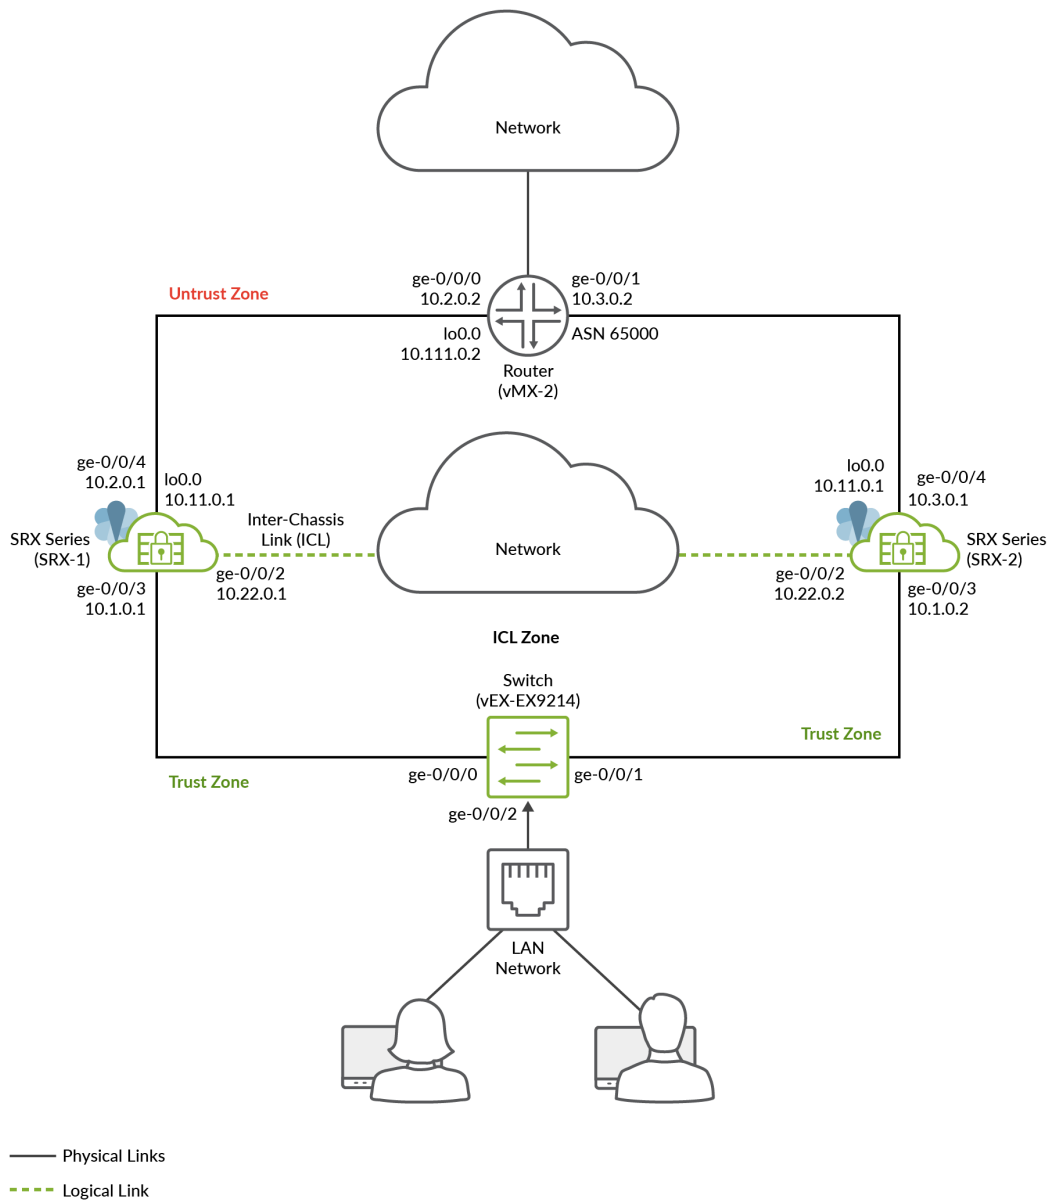 Network
Untrust Zone
ge-0/0/0
10.2.0.2
ge-0/0/1
10.3.0.2
lo0.0
10.111.0.2
ASN 65000
Router
(vMX-2)
ge-0/0/4
10.2.0.1
lo0.0
10.11.0.1
lo0.0
10.11.0.1
ge-0/0/4
10.3.0.1
SRX Series
(SRX-1)
Inter-Chassis
Link (ICL)
Network
SRX Series
(SRX-2)
ge-0/0/3
10.1.0.1
ge-0/0/2
10.22.0.1
ge-0/0/2
10.22.0.2
ge-0/0/3
10.1.0.2
ICL Zone
Switch
(vEX-EX9214)
Trust Zone
Trust Zone
ge-0/0/0
ge-0/0/1
ge-0/0/2
LAN
Network
Physical Links
Logical Link